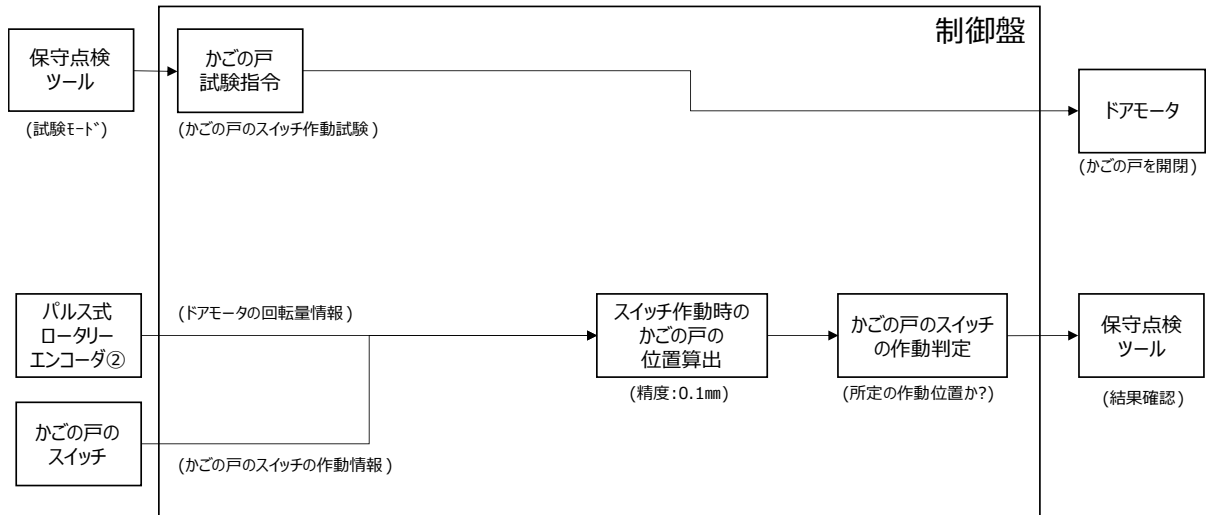 制御盤
保守点検
ツール
(試験ﾓｰﾄﾞ)
かごの戸
試験指令
(かごの戸のスイッチ作動試験)
ドアモータ
(かごの戸を開閉)
パルス式
ロータリー
エンコーダ②
(ドアモータの回転量情報)
スイッチ作動時の
かごの戸の
位置算出
(精度:0.1㎜)
かごの戸のスイッチ
の作動判定
(所定の作動位置か?)
保守点検
ツール
(結果確認)
かごの戸の
スイッチ
(かごの戸のスイッチの作動情報)